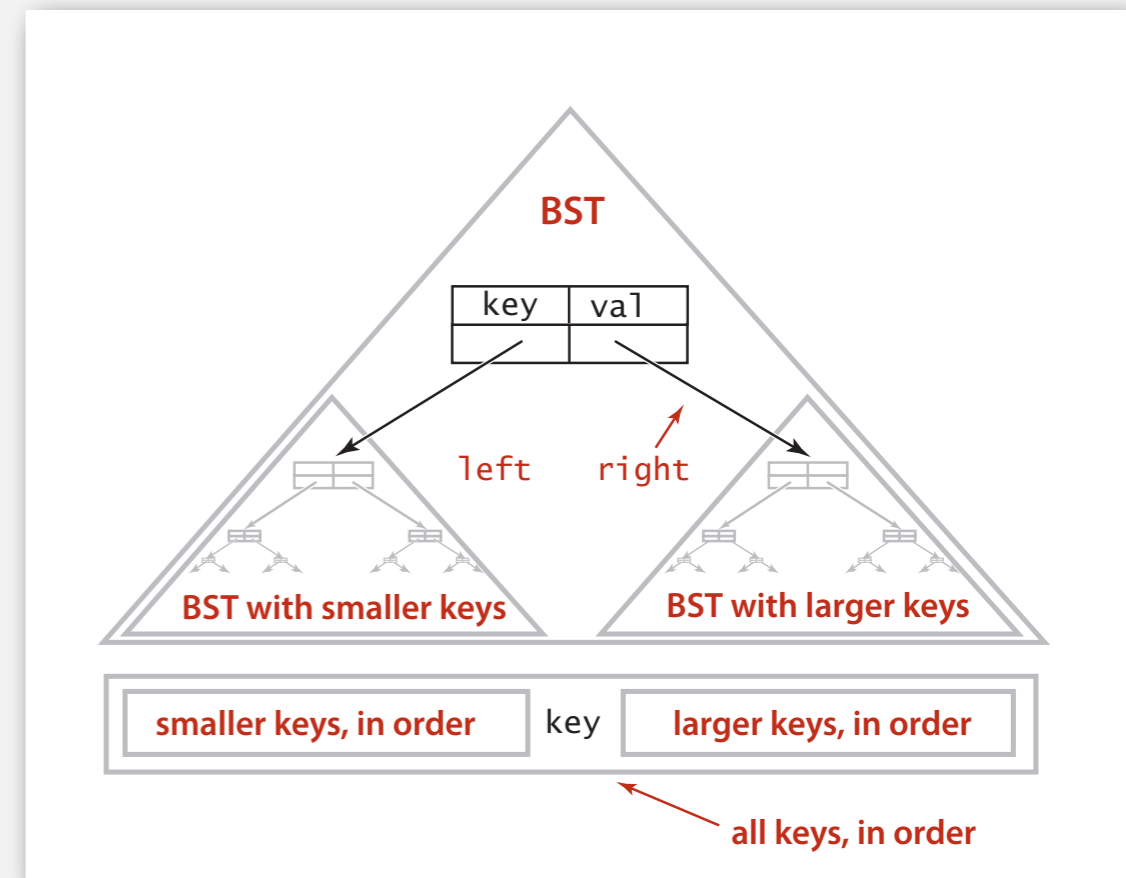 BST
key val
left right
BST with smaller keys BST with larger keys
smaller keys, in order key larger keys, in order
all keys, in order